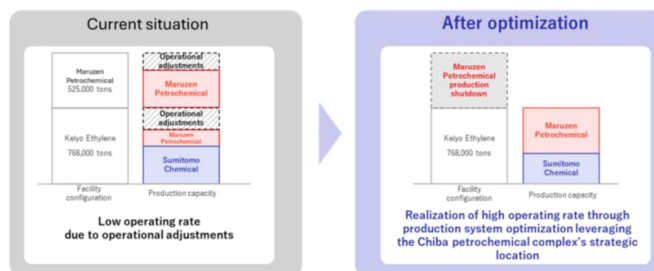 Current situation
Maruzen
Petrochemical
525,000 tons
Keiyo Ethylene
768,000 tons
Operational
adjustments
Maruzen
Petrochemical
Operational
adjustments
Maruzen
Petrochemical
Sumitomo
Chemical
Facility
configuration
Production capacity
Low operating rate
due to operational adjustments
After optimization
Maruzen
Petrochemical
production
shutdown
Keiyo Ethylene
768,000 tons
Maruzen
Petrochemical
Sumitomo
Chemical
Facility
configuration
Production capacity
Realization of high operating rate through
production system optimization leveraging
the Chiba petrochemical complex's strategic
location